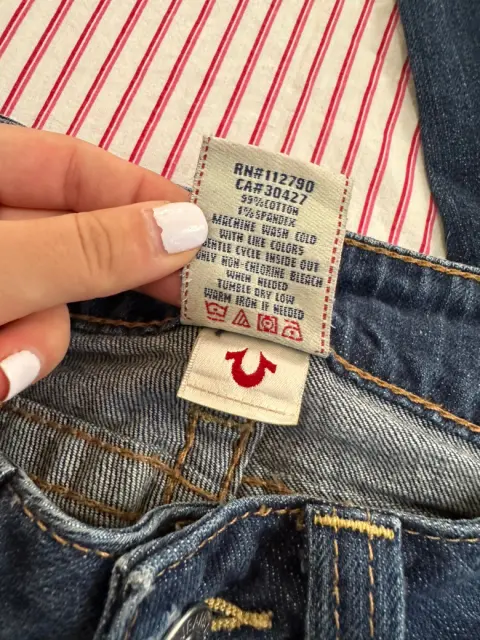 RN#112790
CA#30427
99%COTTON
1%SPANDEX
MACHINE WASH COLD
WITH LIKE COLORS
GENTLE CYCLE INSIDE OUT
ONLY NON-CHLORINE BLEACH
WHEN NEEDED
TUMBLE DRY LOW
WARM IRON IF NEEDED